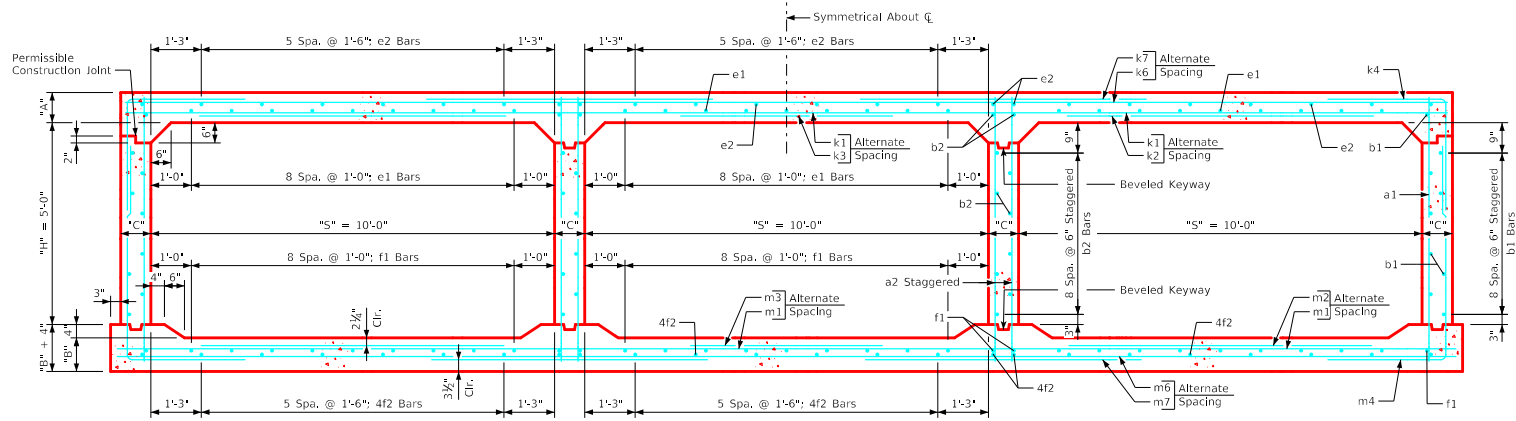 Symmetrical About ℄
1'-3"
5 Spa. @ 1'-6"; e2 Bars
1'-3"
1'-3"
5 Spa. @ 1'-6"; e2 Bars
1'-3"
Permissible
Construction Joint
e1
e2
k7
k6
Alternate
Spacing
e1
k4
"A"
2"
6"
6"
9"
9"
e2
k1
k3
Alternate
Spacing
b2
k1
k2
Alternate
Spacing
e2
b1
1'-0"
8 Spa. @ 1'-0"; e1 Bars
1'-0"
1'-0"
8 Spa. @ 1'-0"; e1 Bars
1'-0"
Beveled Keyway
a1
b2
"H" = 5'-0"
"C"
"S" = 10'-0"
"C"
"S" = 10'-0"
"C"
"S" = 10'-0"
"C"
8 Spa. @ 6" Staggered
b2 Bars
8 Spa. @ 6" Staggered
b1 Bars
1'-0"
8 Spa. @ 1'-0"; f1 Bars
1'-0"
1'-0"
8 Spa. @ 1'-0"; f1 Bars
1'-0"
b1
4"
6"
a2 Staggered
Beveled Keyway
3"
m3
m1
Alternate
Spacing
m2
m1
Alternate
Spacing
"B" + 4"
"B"
4"
2¼"
Clr.
4f2
f1
3"
4f2
3"
3½"
Clr.
m6
m7
Alternate
Spacing
m4
f1
1'-3"
5 Spa. @ 1'-6"; 4f2 Bars
1'-3"
1'-3"
5 Spa. @ 1'-6"; 4f2 Bars
1'-3"